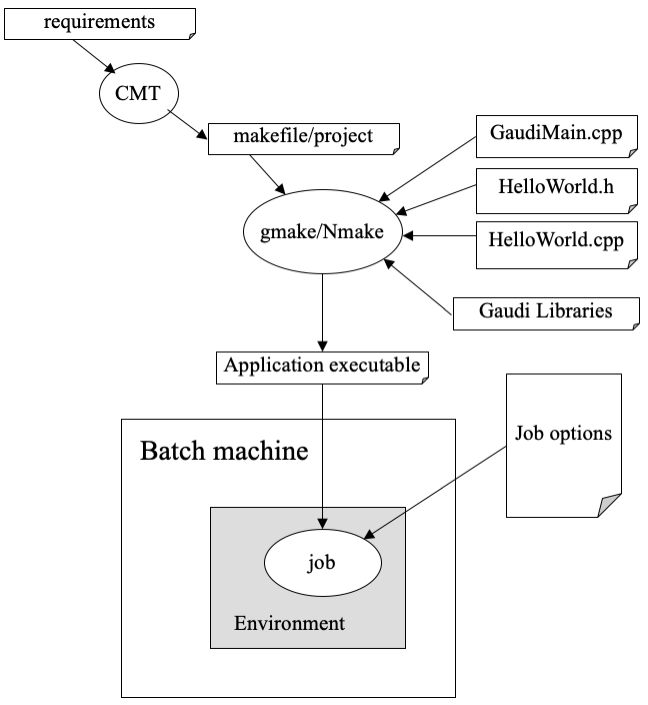 requirements
CMT
makefile/project
GaudiMain.cpp
HelloWorld.h
gmake/Nmake
HelloWorld.cpp
Gaudi Libraries
Application executable
Job options
Batch machine
job
Environment